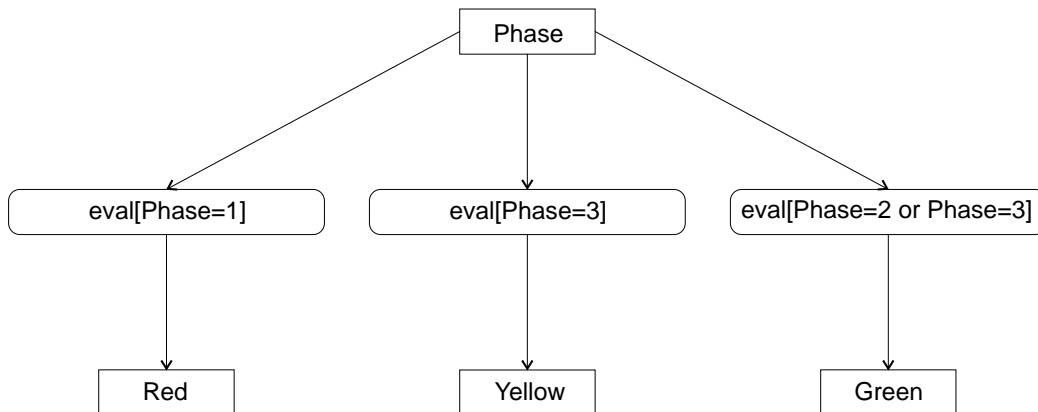 Phase
eval[Phase=1]
eval[Phase=3]
eval[Phase=2 or Phase=3]
Red
Yellow
Green